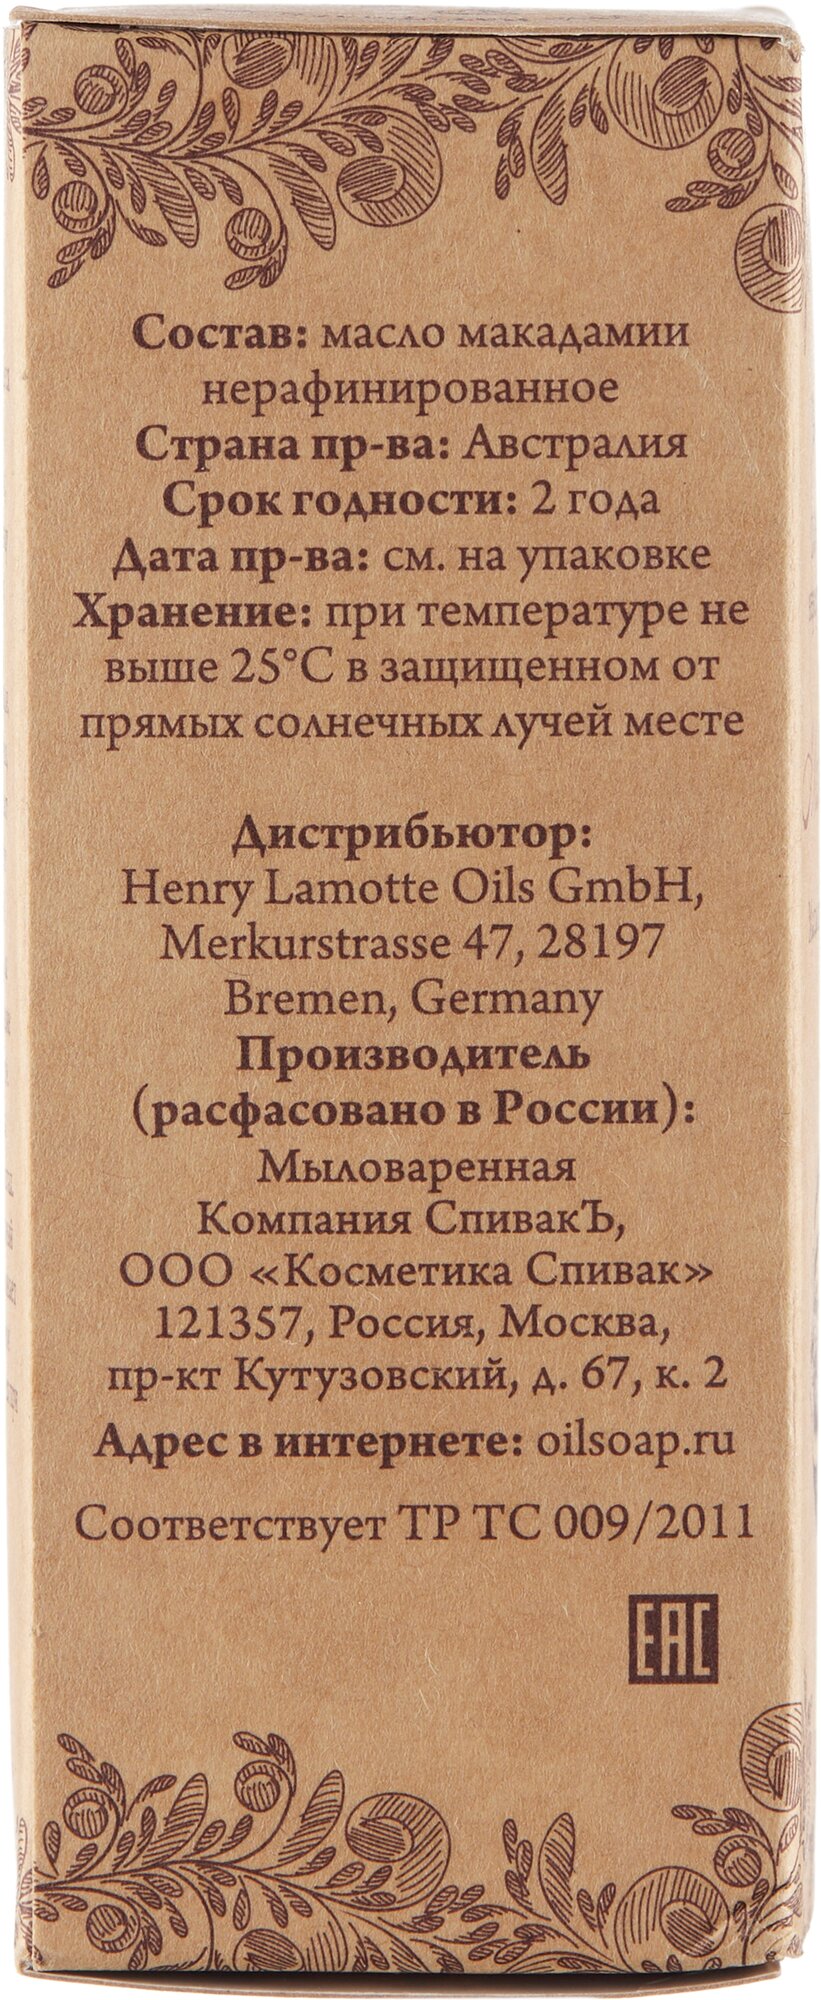 Состав: масло макадамии
нерафинированное
Страна пр-ва: Австралия
Срок годности: 2 года
Дата пр-ва: см. на упаковке
Хранение: при температуре не
выше 25°С в защищенном от
прямых солнечных лучей месте
Дистрибьютор:
Henry Lamotte Oils GmbH,
Merkurstrasse 47, 28197
Bremen, Germany
Производитель
(расфасовано в России):
Мыловаренная
Компания СпивакЪ,
ООО «Косметика Спивак»
121357, Россия, Москва,
пр-кт Кутузовский, д. 67, к. 2
Адрес в интернете: oilsoap.ru
Соответствует ТР ТС 009/2011
EAC